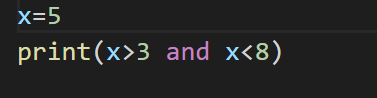 x=5
print(x>3 and x<8)